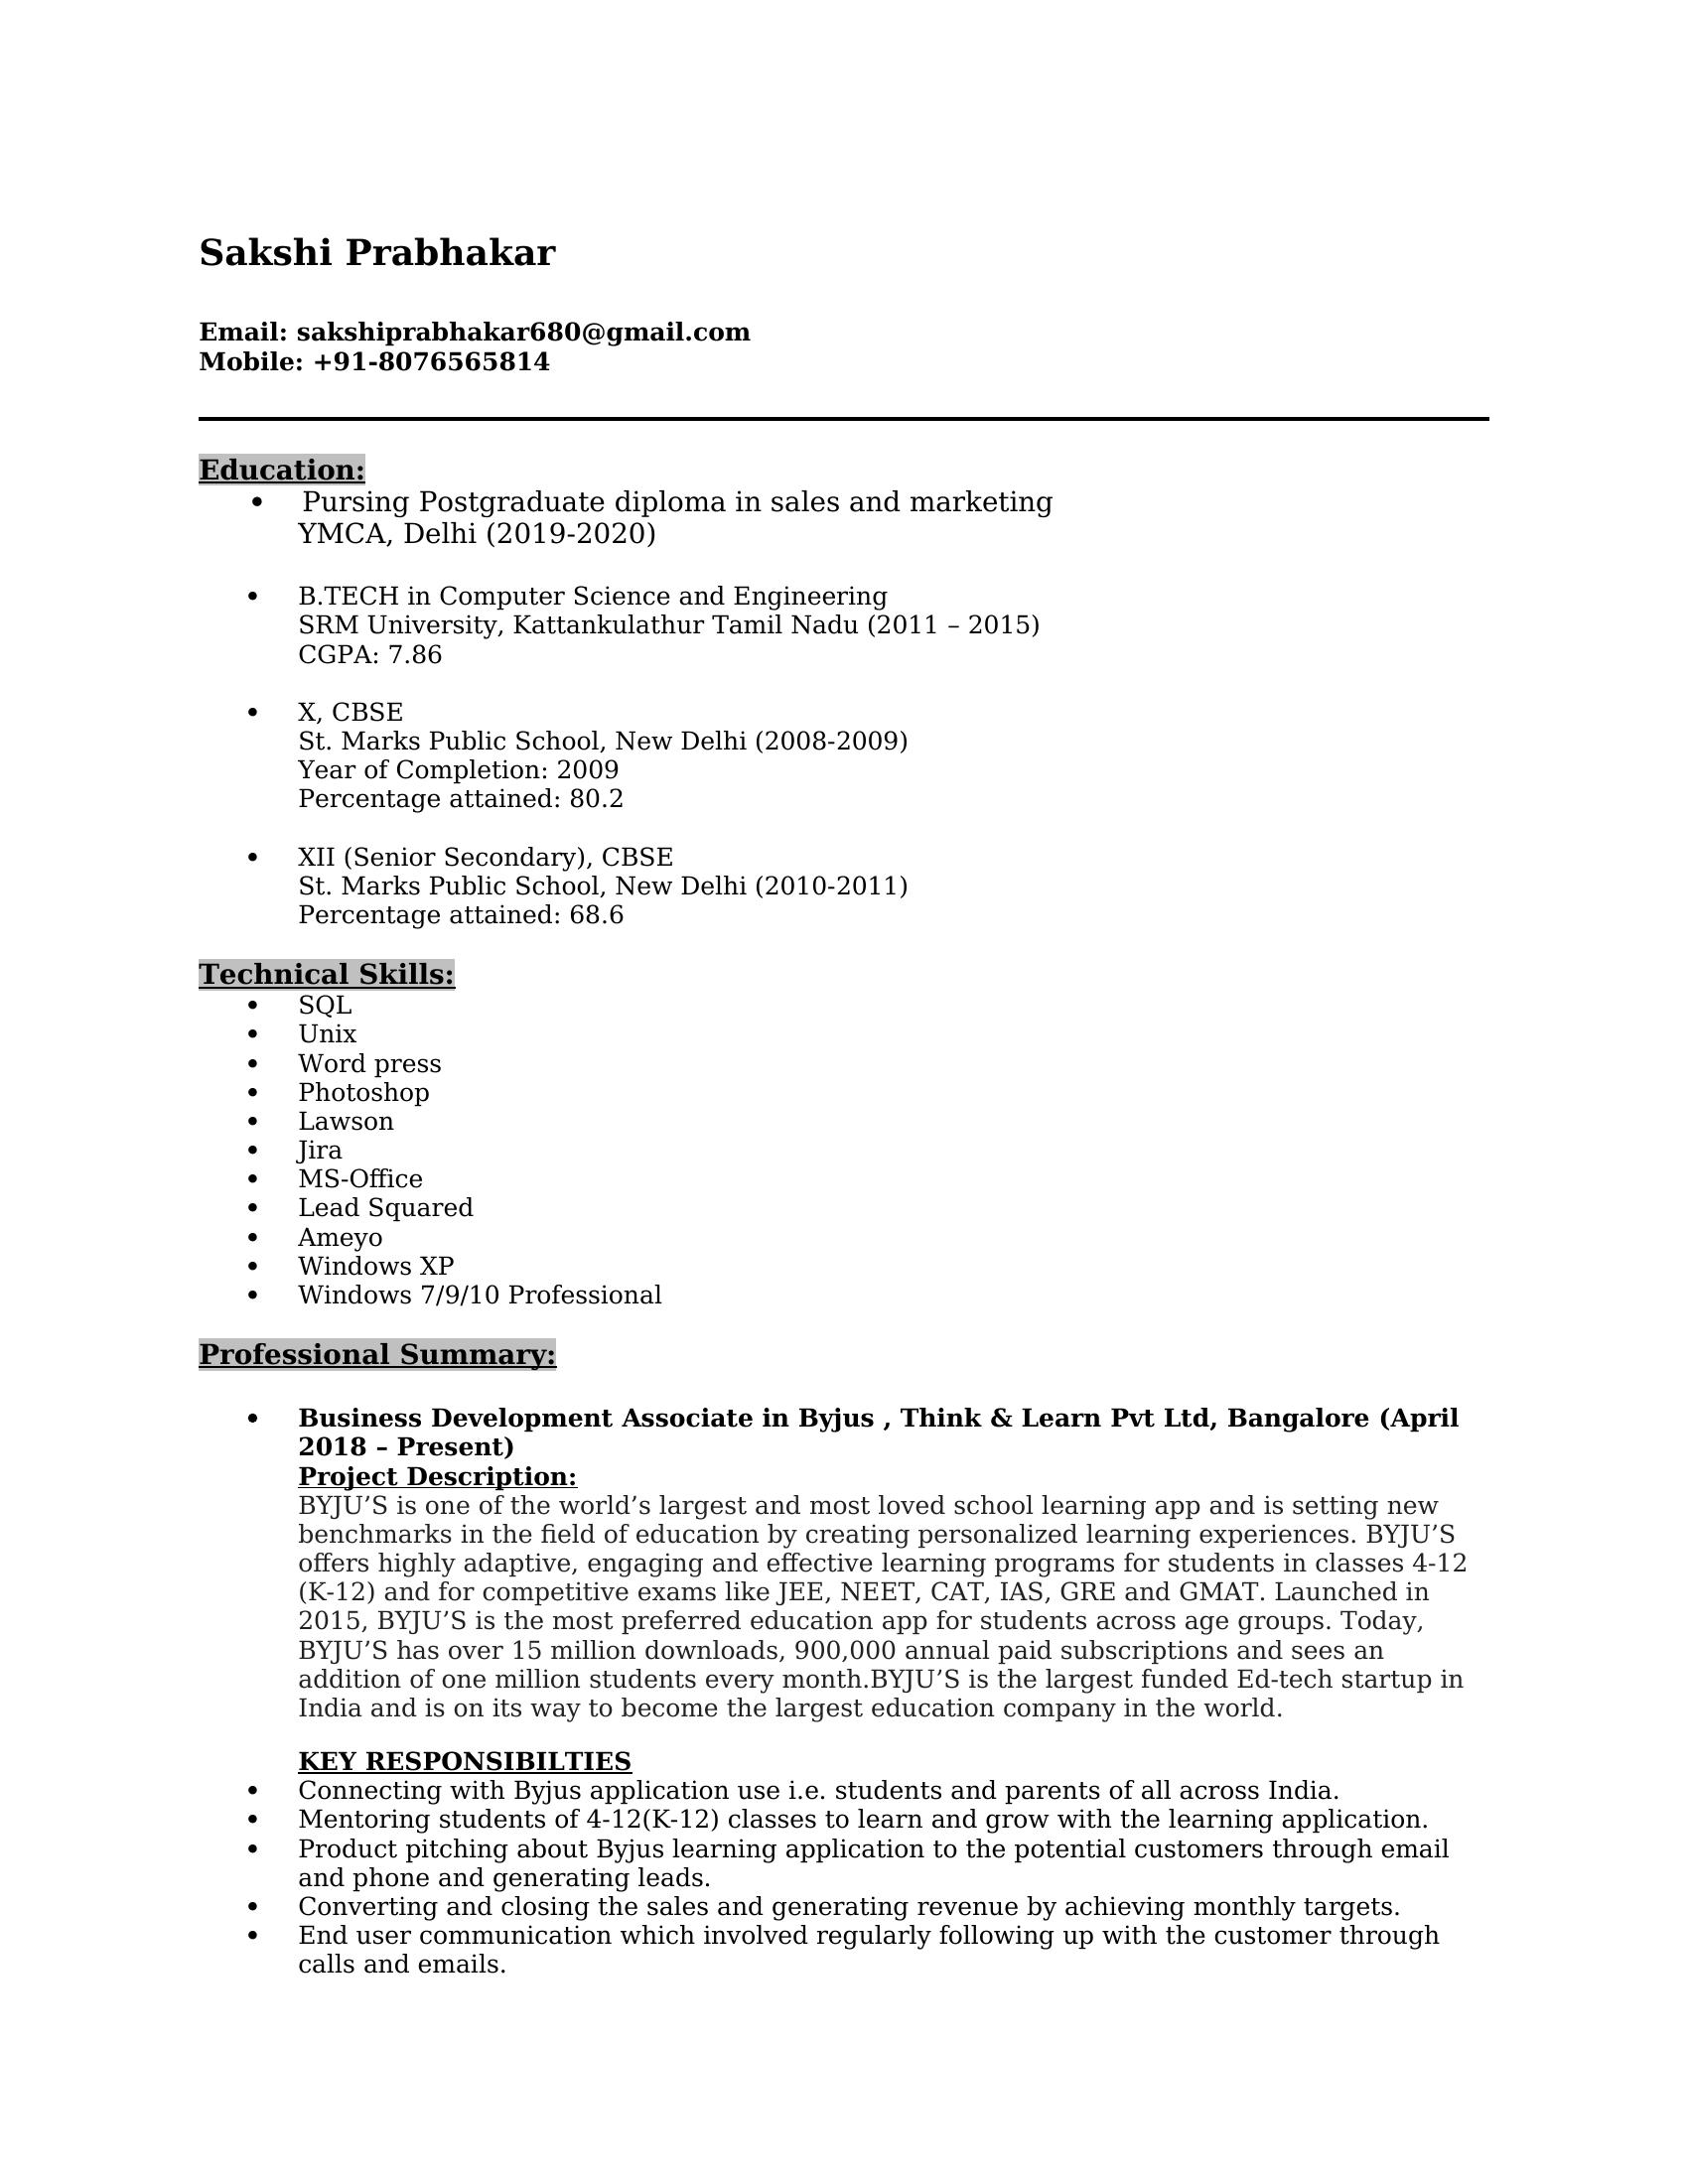 Sakshi Prabhakar
Email: sakshiprabhakar680@gmail.com
Mobile: +91-8076565814
Education:
• Pursing Postgraduate diploma in sales and marketing
YMCA, Delhi (2019-2020)
• B.TECH in Computer Science and Engineering
SRM University, Kattankulathur Tamil Nadu (2011 – 2015)
CGPA: 7.86
• X, CBSE
St. Marks Public School, New Delhi (2008-2009)
Year of Completion: 2009
Percentage attained: 80.2
• XII (Senior Secondary), CBSE
St. Marks Public School, New Delhi (2010-2011)
Percentage attained: 68.6
Technical Skills:
• SQL
• Unix
• Word press
• Photoshop
• Lawson
• Jira
• MS-Office
• Lead Squared
• Ameyo
• Windows XP
• Windows 7/9/10 Professional
Professional Summary:
• Business Development Associate in Byjus , Think & Learn Pvt Ltd, Bangalore (April
2018 – Present)
Project Description:
BYJU’S is one of the world’s largest and most loved school learning app and is setting new
benchmarks in the field of education by creating personalized learning experiences. BYJU’S
offers highly adaptive, engaging and effective learning programs for students in classes 4-12
(K-12) and for competitive exams like JEE, NEET, CAT, IAS, GRE and GMAT. Launched in
2015, BYJU’S is the most preferred education app for students across age groups. Today,
BYJU’S has over 15 million downloads, 900,000 annual paid subscriptions and sees an
addition of one million students every month.BYJU’S is the largest funded Ed-tech startup in
India and is on its way to become the largest education company in the world.
KEY RESPONSIBILTIES
• Connecting with Byjus application use i.e. students and parents of all across India.
• Mentoring students of 4-12(K-12) classes to learn and grow with the learning application.
• Product pitching about Byjus learning application to the potential customers through email
and phone and generating leads.
• Converting and closing the sales and generating revenue by achieving monthly targets.
• End user communication which involved regularly following up with the customer through
calls and emails.